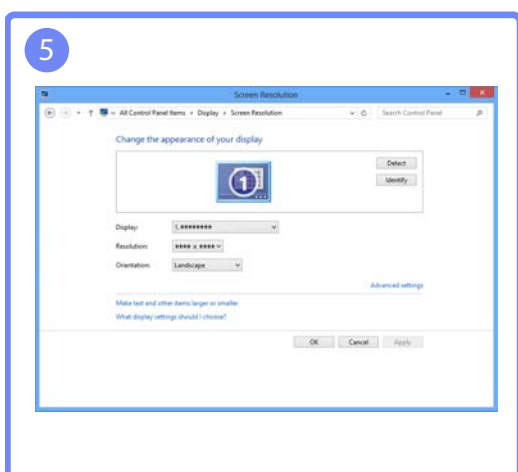 5
Screen Resolution
All Control Panel Items Display Screen Resolution Search Control Panel
Change the appearance of your display
1
Detect
Identify
Display: 1.********
Resolution: **** x ****
Orientation: Landscape
Advanced settings
Make text and other items larger or smaller
What display settings should I choose?
OK Cancel Apply